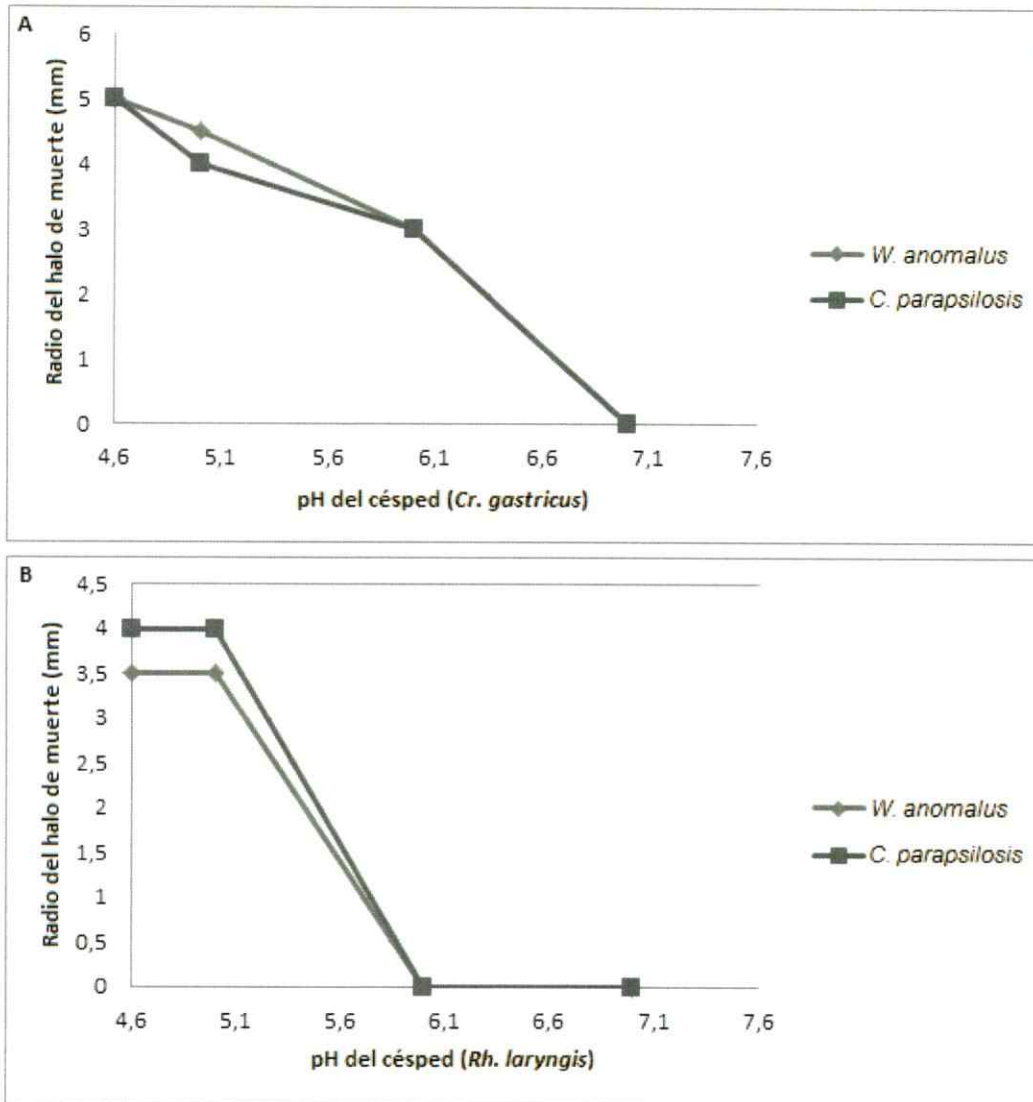 A
Radio del halo de muerte (mm)
6
5
4
3
2
1
0
4,6 5,1 5,6 6,1 6,6 7,1 7,6
pH del césped (Cr. gastricus)
W. anomalus
C. parapsilosis
B
Radio del halo de muerte (mm)
4,5
4
3,5
3
2,5
2
1,5
1
0,5
0
4,6 5,1 5,6 6,1 6,6 7,1 7,6
pH del césped (Rh. laryngis)
W. anomalus
C. parapsilosis